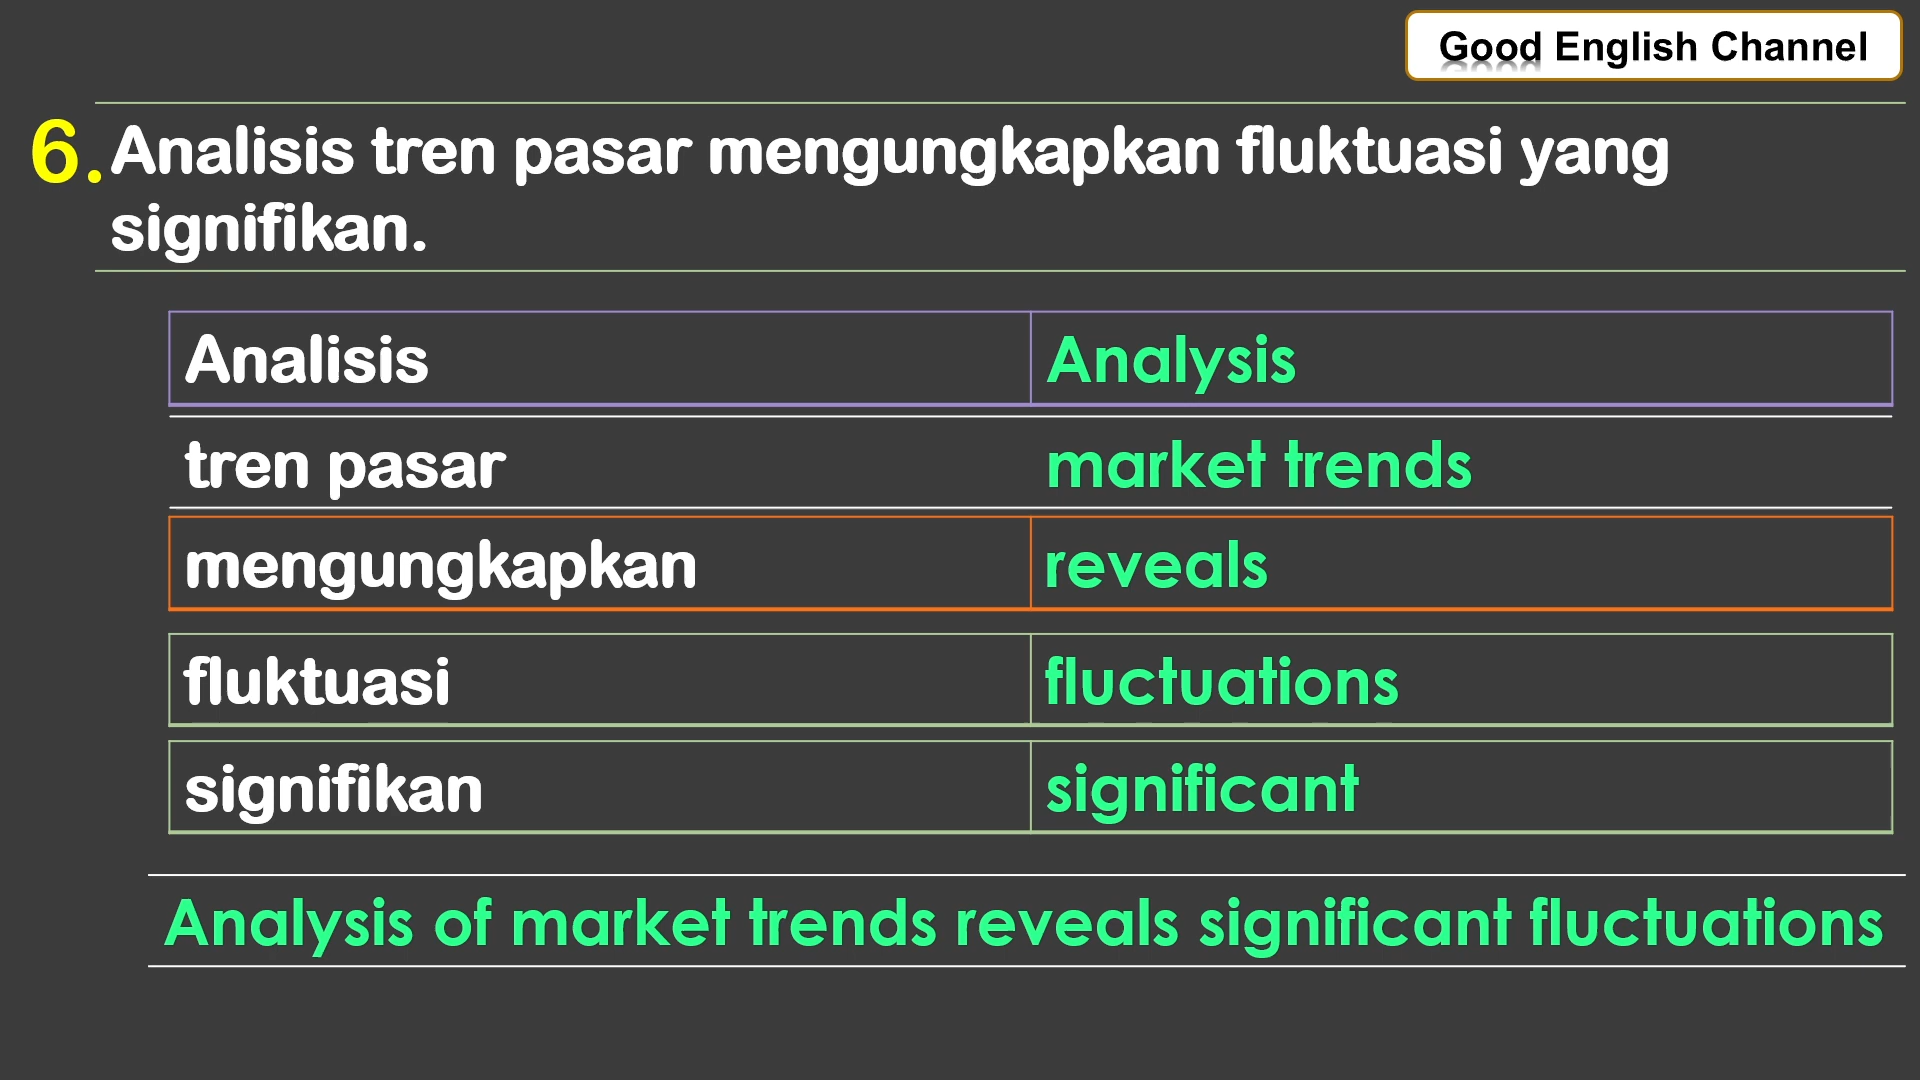 Good English Channel
6. Analisis tren pasar mengungkapkan fluktuasi yang
signifikan.
Analisis Analysis
tren pasar market trends
mengungkapkan reveals
fluktuasi fluctuations
signifikan significant
Analysis of market trends reveals significant fluctuations